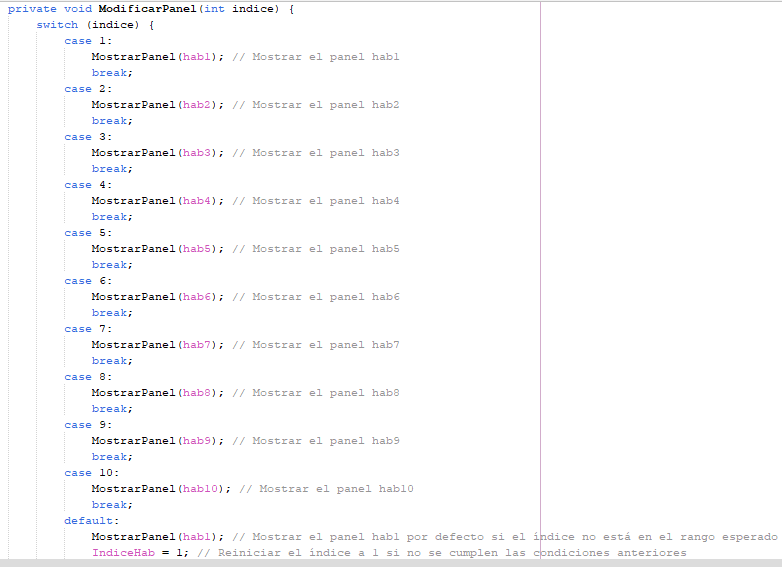 private void ModificarPanel(int indice) {
switch (indice) {
case 1:
MostrarPanel(hab1); // Mostrar el panel hab1
break;
case 2:
MostrarPanel(hab2); // Mostrar el panel hab2
break;
case 3:
MostrarPanel(hab3); // Mostrar el panel hab3
break;
case 4:
MostrarPanel(hab4); // Mostrar el panel hab4
break;
case 5:
MostrarPanel(hab5); // Mostrar el panel hab5
break;
case 6:
MostrarPanel(hab6); // Mostrar el panel hab6
break;
case 7:
MostrarPanel(hab7); // Mostrar el panel hab7
break;
case 8:
MostrarPanel(hab8); // Mostrar el panel hab8
break;
case 9:
MostrarPanel(hab9); // Mostrar el panel hab9
break;
case 10:
MostrarPanel(hab10); // Mostrar el panel hab10
break;
default:
MostrarPanel(hab1); // Mostrar el panel hab1 por defecto si el índice no está en el rango esperado
IndiceHab = 1; // Reiniciar el índice a 1 si no se cumplen las condiciones anteriores